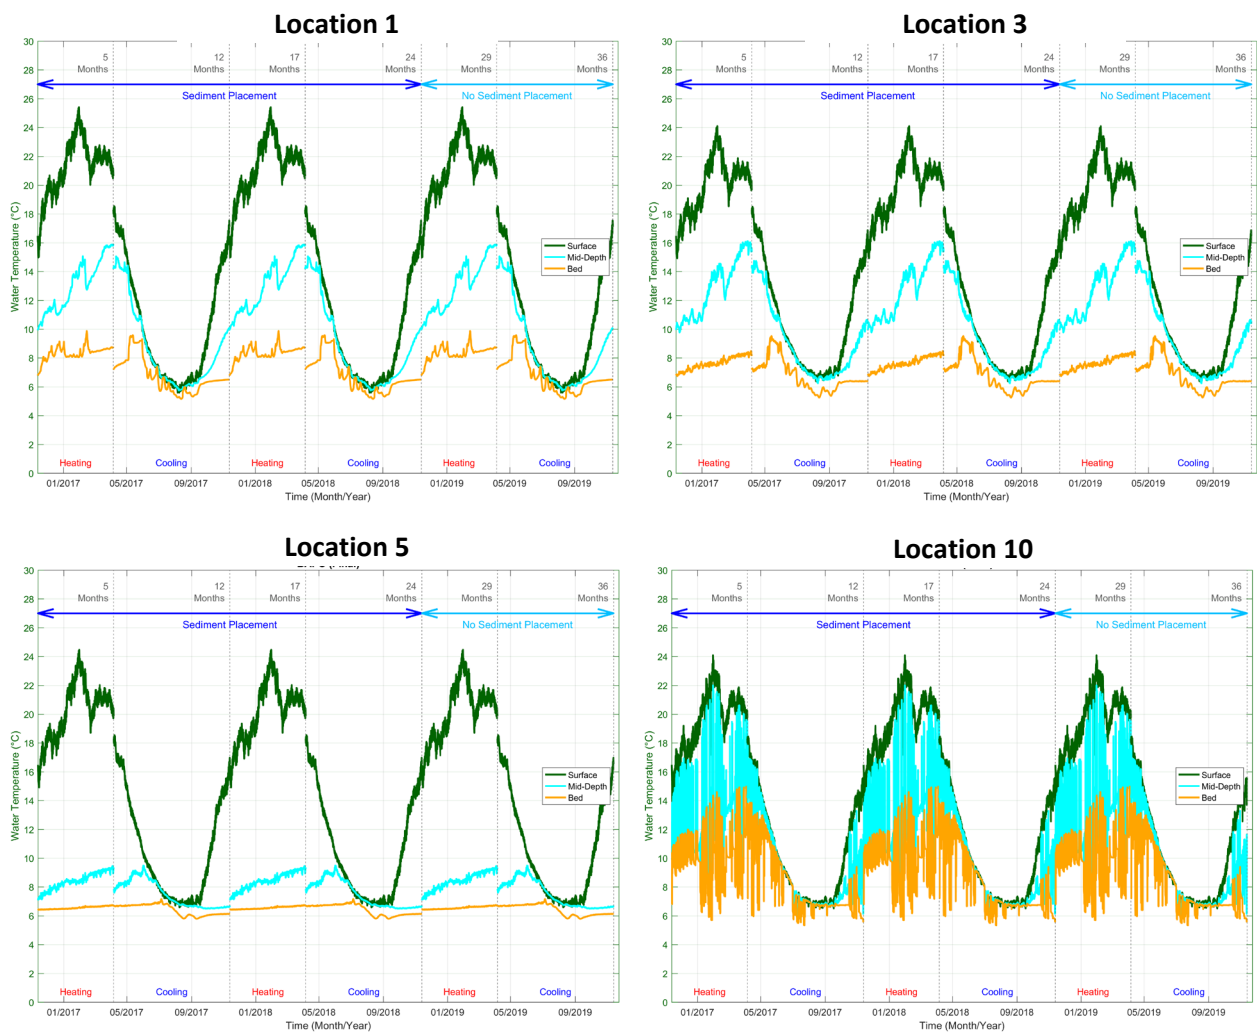 Location 1
30
28
26
24
22
20
18
16
14
12
10
8
6
4
2
0
Water Temperature (°C)
5 Months
12 Months
17 Months
24 Months
29 Months
36 Months
Sediment Placement
No Sediment Placement
Surface
Mid-Depth
Bed
Heating
Cooling
Heating
Cooling
Heating
Cooling
01/2017
05/2017
09/2017
01/2018
05/2018
09/2018
01/2019
05/2019
09/2019
Time (Month/Year)
Location 3
30
28
26
24
22
20
18
16
14
12
10
8
6
4
2
0
Water Temperature (°C)
5 Months
12 Months
17 Months
24 Months
29 Months
36 Months
Sediment Placement
No Sediment Placement
Surface
Mid-Depth
Bed
Heating
Cooling
Heating
Cooling
Heating
Cooling
01/2017
05/2017
09/2017
01/2018
05/2018
09/2018
01/2019
05/2019
09/2019
Time (Month/Year)
Location 5
30
28
26
24
22
20
18
16
14
12
10
8
6
4
2
0
Water Temperature (°C)
5 Months
12 Months
17 Months
24 Months
29 Months
36 Months
Sediment Placement
No Sediment Placement
Surface
Mid-Depth
Bed
Heating
Cooling
Heating
Cooling
Heating
Cooling
01/2017
05/2017
09/2017
01/2018
05/2018
09/2018
01/2019
05/2019
09/2019
Time (Month/Year)
Location 10
30
28
26
24
22
20
18
16
14
12
10
8
6
4
2
0
Water Temperature (°C)
5 Months
12 Months
17 Months
24 Months
29 Months
36 Months
Sediment Placement
No Sediment Placement
Surface
Mid-Depth
Bed
Heating
Cooling
Heating
Cooling
Heating
Cooling
01/2017
05/2017
09/2017
01/2018
05/2018
09/2018
01/2019
05/2019
09/2019
Time (Month/Year)